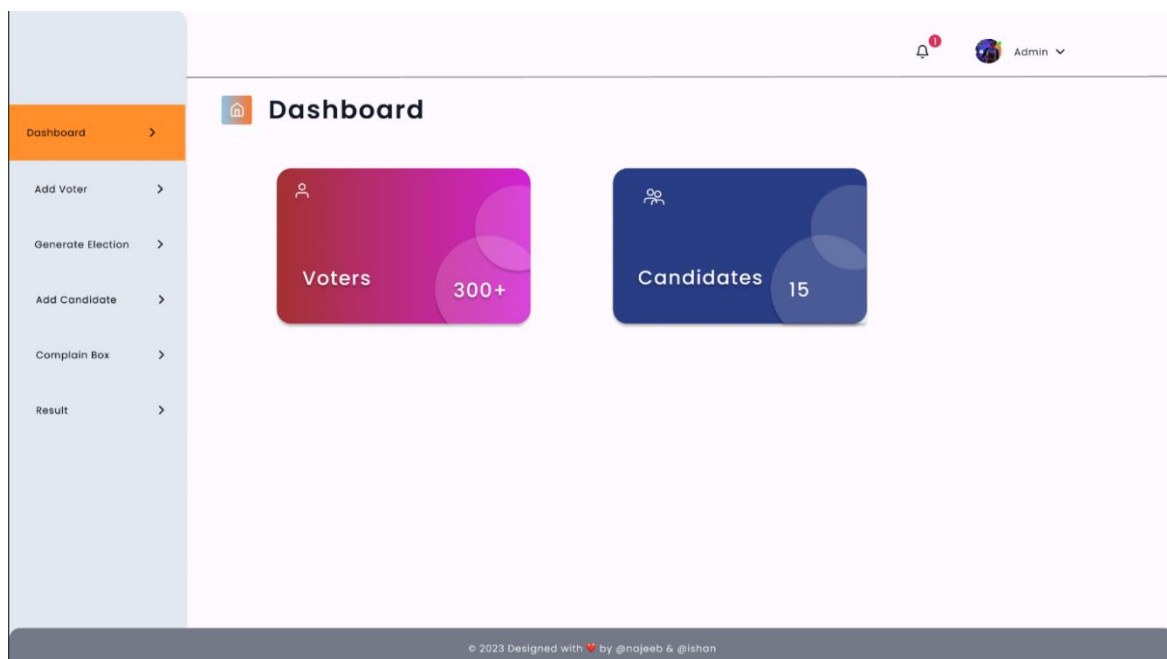 1
Admin
Dashboard
Dashboard
Add Voter
Generate Election
Add Candidate
Complain Box
Result
Voters
300+
Candidates
15
© 2023 Designed with ❤️ by @najeeb & @ishan